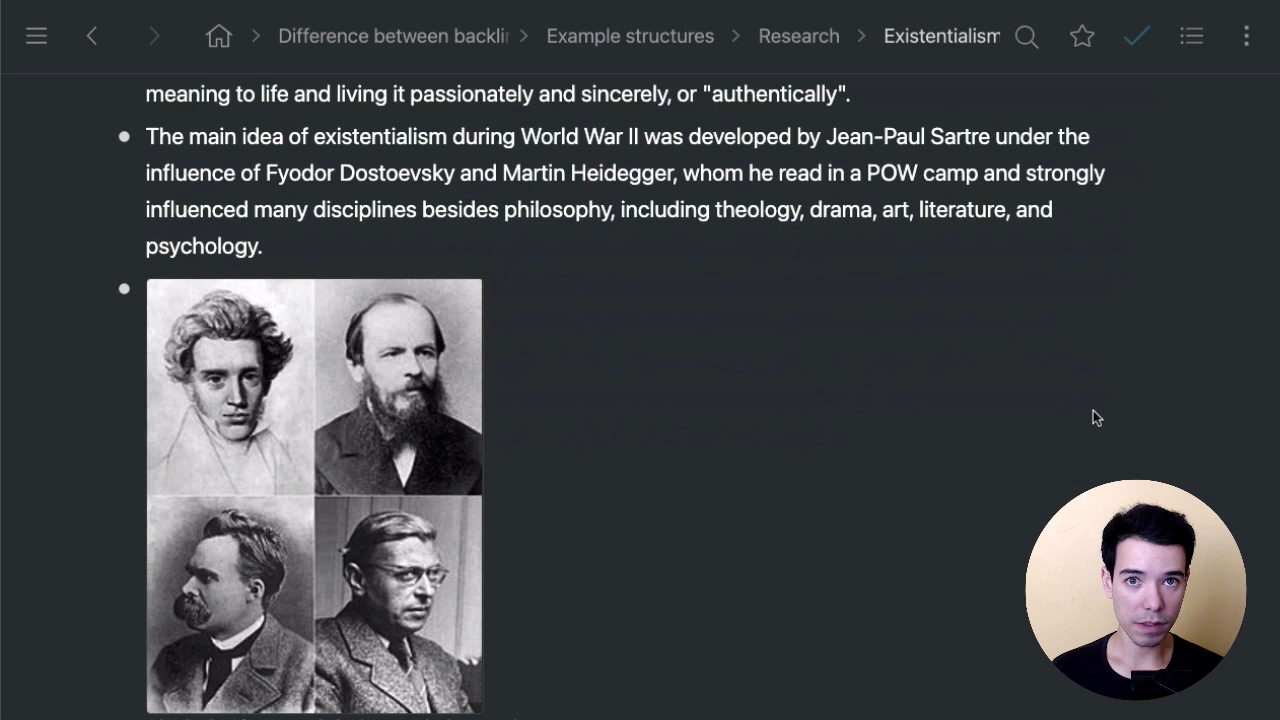 Difference between backli
Example structures
Research
Existentialism
meaning to life and living it passionately and sincerely, or "authentically".
The main idea of existentialism during World War II was developed by Jean-Paul Sartre under the
influence of Fyodor Dostoevsky and Martin Heidegger, whom he read in a POW camp and strongly
influenced many disciplines besides philosophy, including theology, drama, art, literature, and
psychology.